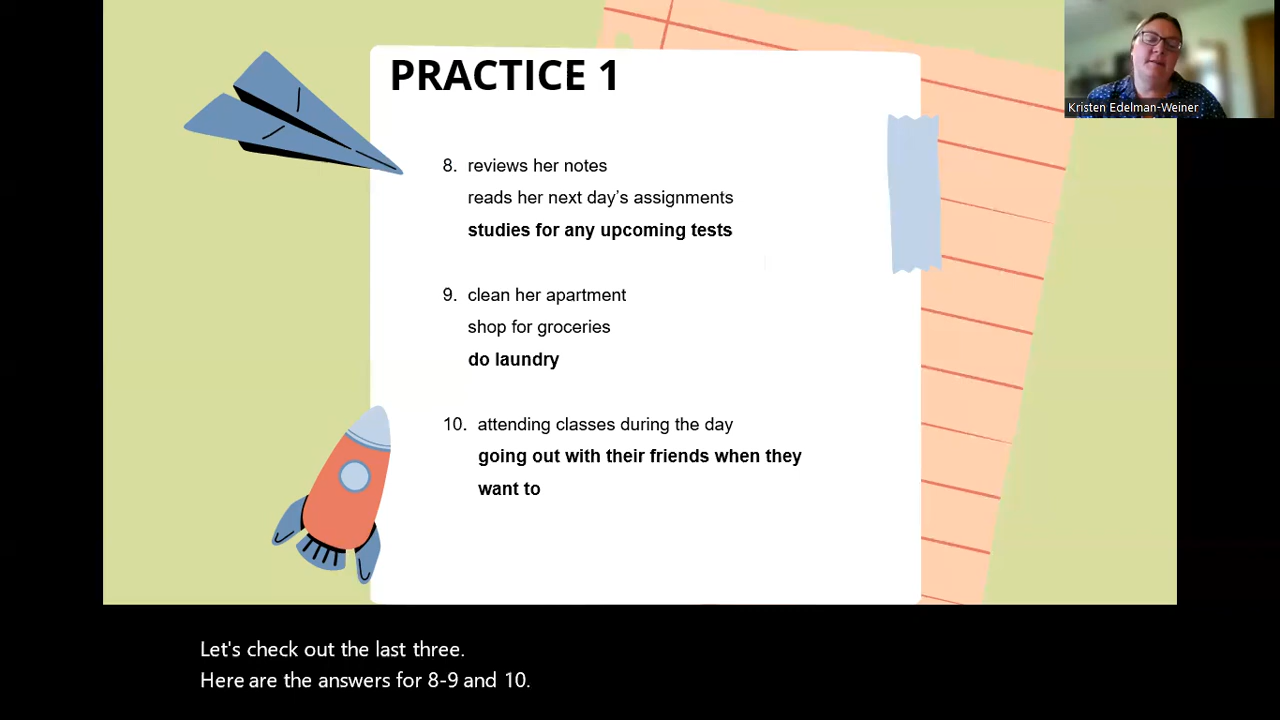 PRACTICE 1
Kristen Edelman-Weiner
8. reviews her notes
reads her next day's assignments
studies for any upcoming tests
9. clean her apartment
shop for groceries
do laundry
10. attending classes during the day
going out with their friends when they
want to
Let's check out the last three.
Here are the answers for 8-9 and 10.